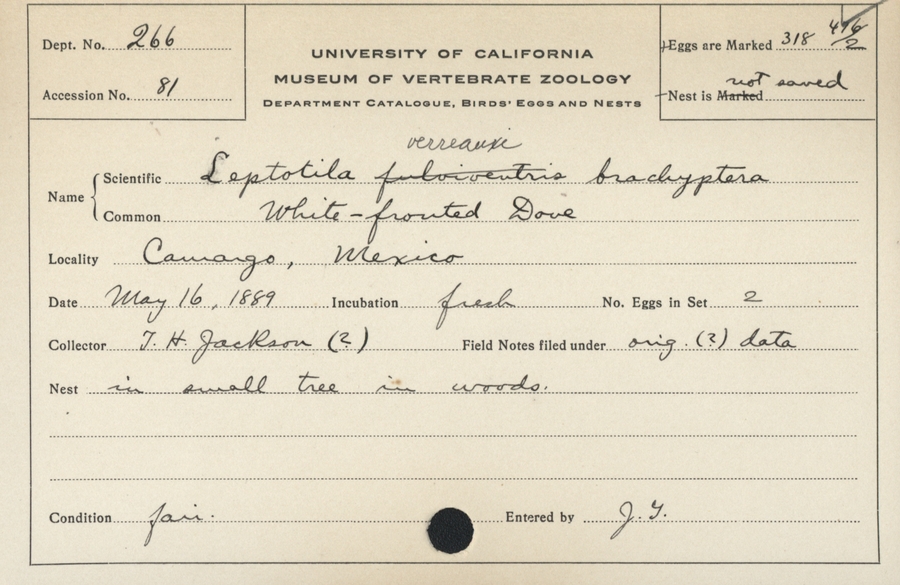 Dept. No. 266
Accession No. 81
UNIVERSITY OF CALIFORNIA
MUSEUM OF VERTEBRATE ZOOLOGY
DEPARTMENT CATALOGUE, BIRDS' EGGS AND NESTS
Eggs are Marked 318 416/2
not saved
Nest is Marked
verreauxi
Name { Scientific Leptotila fulviventris brachyptera
Common White-fronted Dove
Locality Camargo, Mexico
Date May 16, 1889 Incubation fresh No. Eggs in Set 2
Collector T. H. Jackson (?) Field Notes filed under orig. (?) data
Nest in small tree in woods.
Condition fair. Entered by J. G.